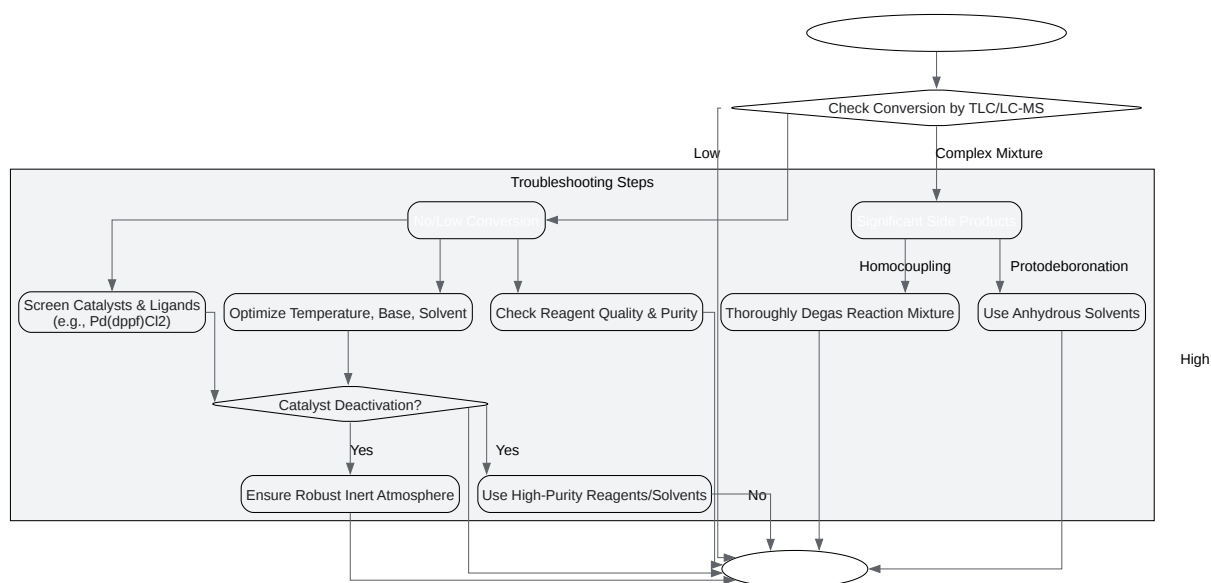 Check Conversion by TLC/LC-MS
Low
Complex Mixture
Troubleshooting Steps
No/Low Conversion
Significant Side Products
Homocoupling
Protodeboronation
Screen Catalysts & Ligands
(e.g., Pd(dppf)Cl2)
Optimize Temperature, Base, Solvent
Check Reagent Quality & Purity
Thoroughly Degas Reaction Mixture
Use Anhydrous Solvents
High
Catalyst Deactivation?
Yes
Yes
Ensure Robust Inert Atmosphere
Use High-Purity Reagents/Solvents
No